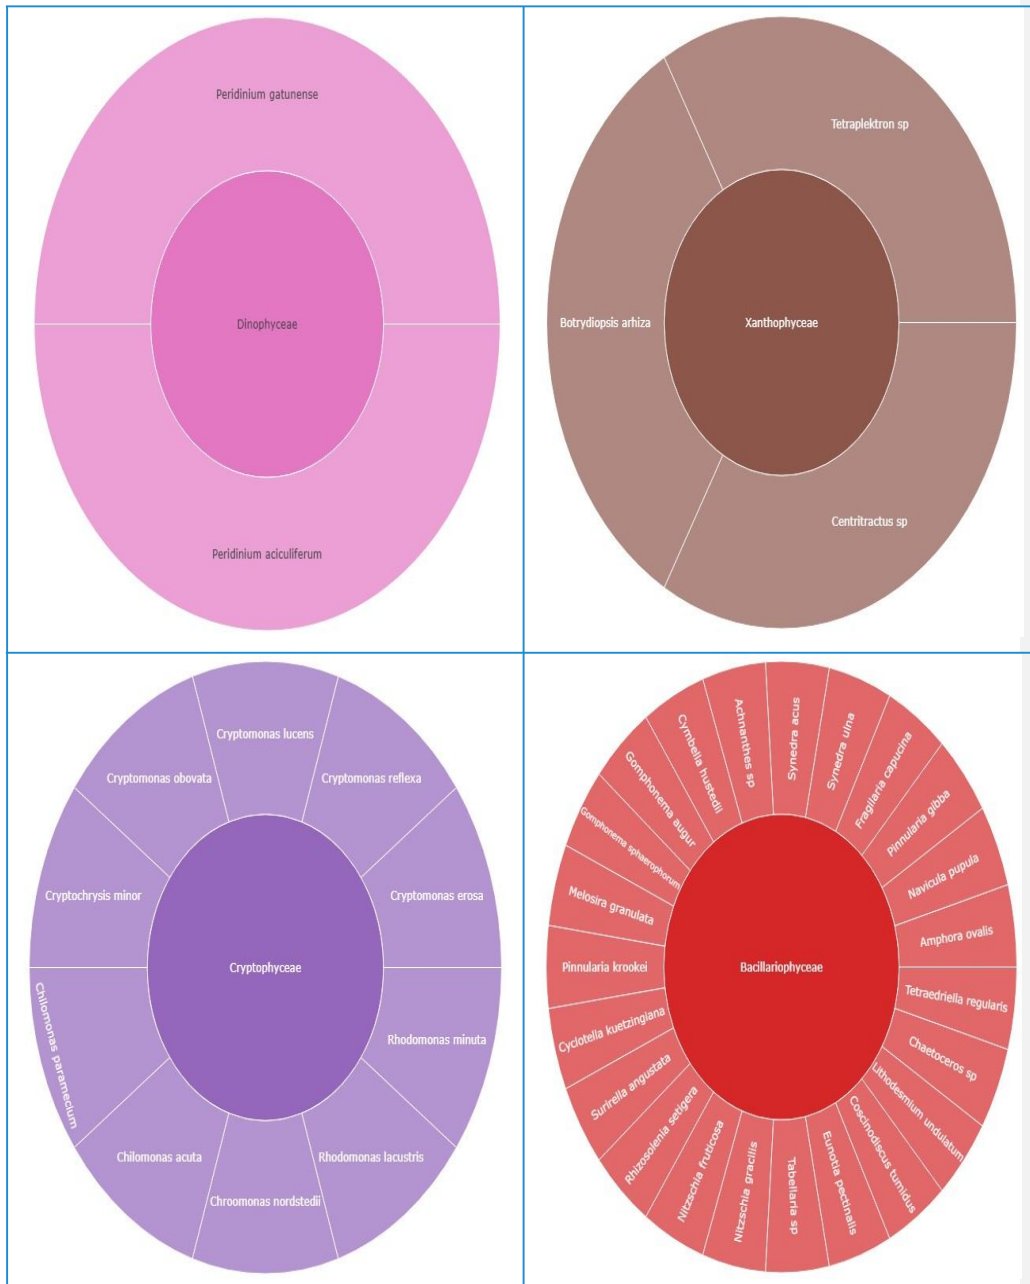 Peridinium gatunense
Dinophyceae
Peridinium aciculiferum
Tetraplektron sp
Botrydiopsis arhiza
Xanthophyceae
Centritractus sp
Cryptomonas lucens
Cryptomonas obovata
Cryptomonas reflexa
Cryptochrysis minor
Cryptomonas erosa
Cryptophyceae
Chilomonas paramecium
Rhodomonas minuta
Chilomonas acuta
Rhodomonas lacustris
Chroomonas nordstedii
Achnanthes sp
Synedra acus
Synedra ulna
Cymbella hustedii
Fragilaria capucina
Gomphonema augur
Pinnularia gibba
Gomphonema sphaerophorum
Navicula pupula
Melosira granulata
Amphora ovalis
Pinnularia krookei
Bacillariophyceae
Tetraedriella regularis
Cyclotella kuetzingiana
Chaetoceros sp
Surirella angustata
Lithodesmium undulatum
Rhizosolenia setigera
Coscinodiscus tumidus
Nitzschia fruticosa
Eunotia pectinalis
Nitzschia gracilis
Tabellaria sp